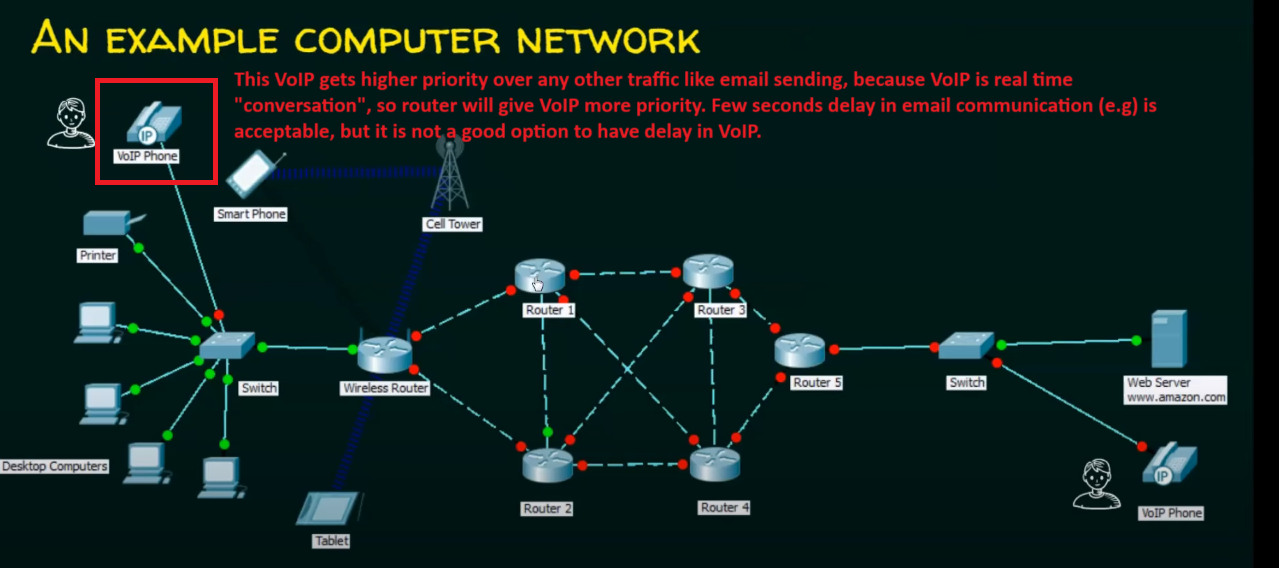 AN EXAMPLE COMPUTER NETWORK
This VoIP gets higher priority over any other traffic like email sending, because VoIP is real time
"conversation", so router will give VoIP more priority. Few seconds delay in email communication (e.g) is
acceptable, but it is not a good option to have delay in VoIP.
IP
VoIP Phone
Smart Phone
Cell Tower
Printer
Router 1
Router 3
Switch
Wireless Router
Router 5
Switch
Web Server
www.amazon.com
Desktop Computers
IP
Router 2
Router 4
VoIP Phone
Tablet